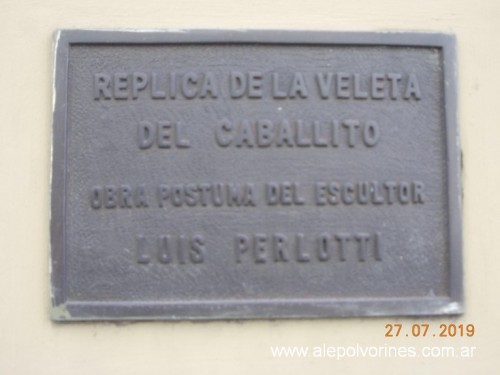 REPLICA DE LA VELETA
DEL CABALLITO
OBRA POSTUMA DEL ESCULTOR
LUIS PERLOTTI
27.07.2019
www.alepolvorines.com.ar